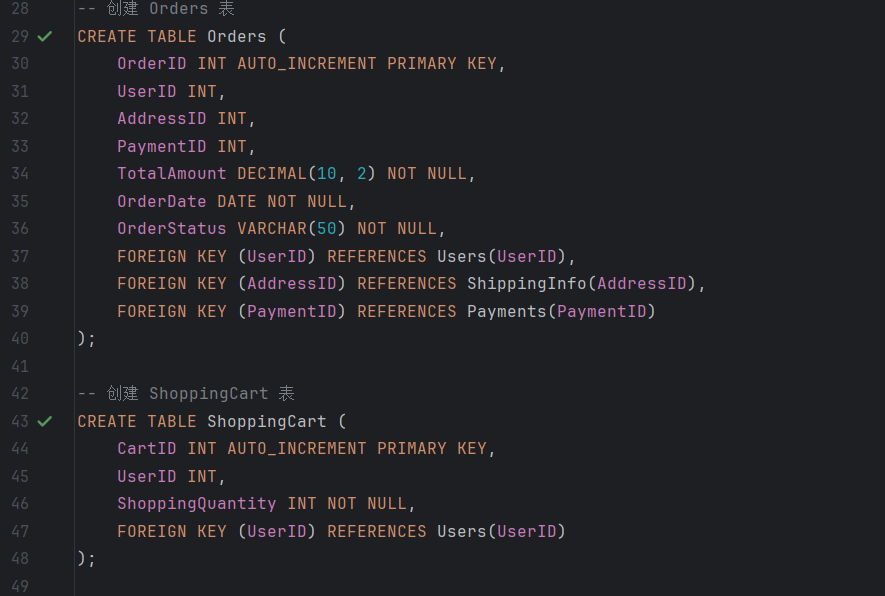 28 -- 创建 Orders 表
29 CREATE TABLE Orders (
30 OrderID INT AUTO_INCREMENT PRIMARY KEY,
31 UserID INT,
32 AddressID INT,
33 PaymentID INT,
34 TotalAmount DECIMAL(10, 2) NOT NULL,
35 OrderDate DATE NOT NULL,
36 OrderStatus VARCHAR(50) NOT NULL,
37 FOREIGN KEY (UserID) REFERENCES Users(UserID),
38 FOREIGN KEY (AddressID) REFERENCES ShippingInfo(AddressID),
39 FOREIGN KEY (PaymentID) REFERENCES Payments(PaymentID)
40 );
41
42 -- 创建 ShoppingCart 表
43 CREATE TABLE ShoppingCart (
44 CartID INT AUTO_INCREMENT PRIMARY KEY,
45 UserID INT,
46 ShoppingQuantity INT NOT NULL,
47 FOREIGN KEY (UserID) REFERENCES Users(UserID)
48 );
49